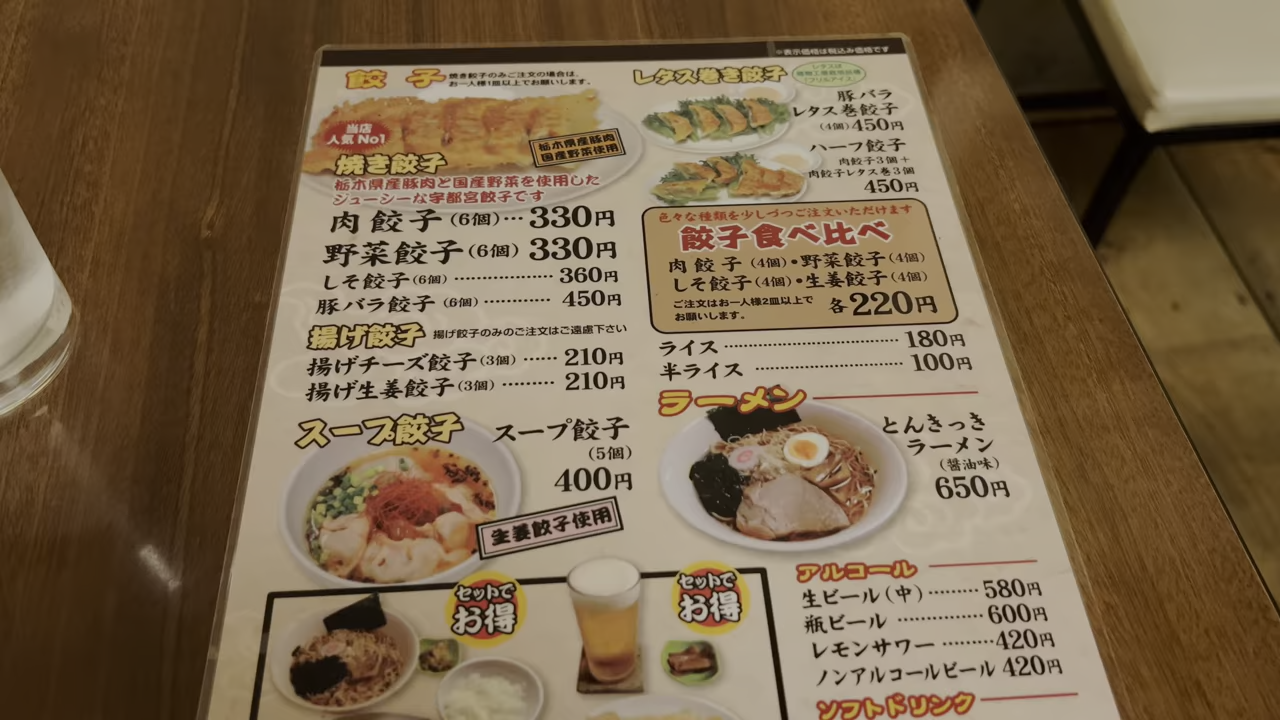 ※表示価格は税込み価格です
餃子
焼き餃子のみご注文の場合は、
お一人様1皿以上でお願いします。
当店
人気 No1
栃木県産豚肉
国産野菜使用
焼き餃子
栃木県産豚肉と国産野菜を使用した
ジューシーな宇都宮餃子です
肉餃子(6個)…330円
野菜餃子(6個)330円
しそ餃子(6個)………………360円
豚バラ餃子(6個)…………450円
揚げ餃子 揚げ餃子のみのご注文はご遠慮下さい
揚げチーズ餃子(3個)……210円
揚げ生姜餃子(3個)………210円
スープ餃子
スープ餃子
(5個)
400円
生姜餃子使用
セットで
お得
セットで
お得
レタス巻き餃子
レタスは
「フリルアイス」
豚バラ
レタス巻餃子
(4個)450円
ハーフ餃子
肉餃子3個+
肉餃子レタス巻3個
450円
色々な種類を少しづつご注文いただけます
餃子食べ比べ
肉餃子(4個)・野菜餃子(4個)
しそ餃子(4個)・生姜餃子(4個)
ご注文はお一人様2皿以上で
お願いします。
各220円
ライス……………………………180円
半ライス…………………………100円
ラーメン
とんきっき
ラーメン
(醤油味)
650円
アルコール
生ビール(中)………580円
瓶ビール……………600円
レモンサワー………420円
ノンアルコールビール 420円
ソフトドリンク